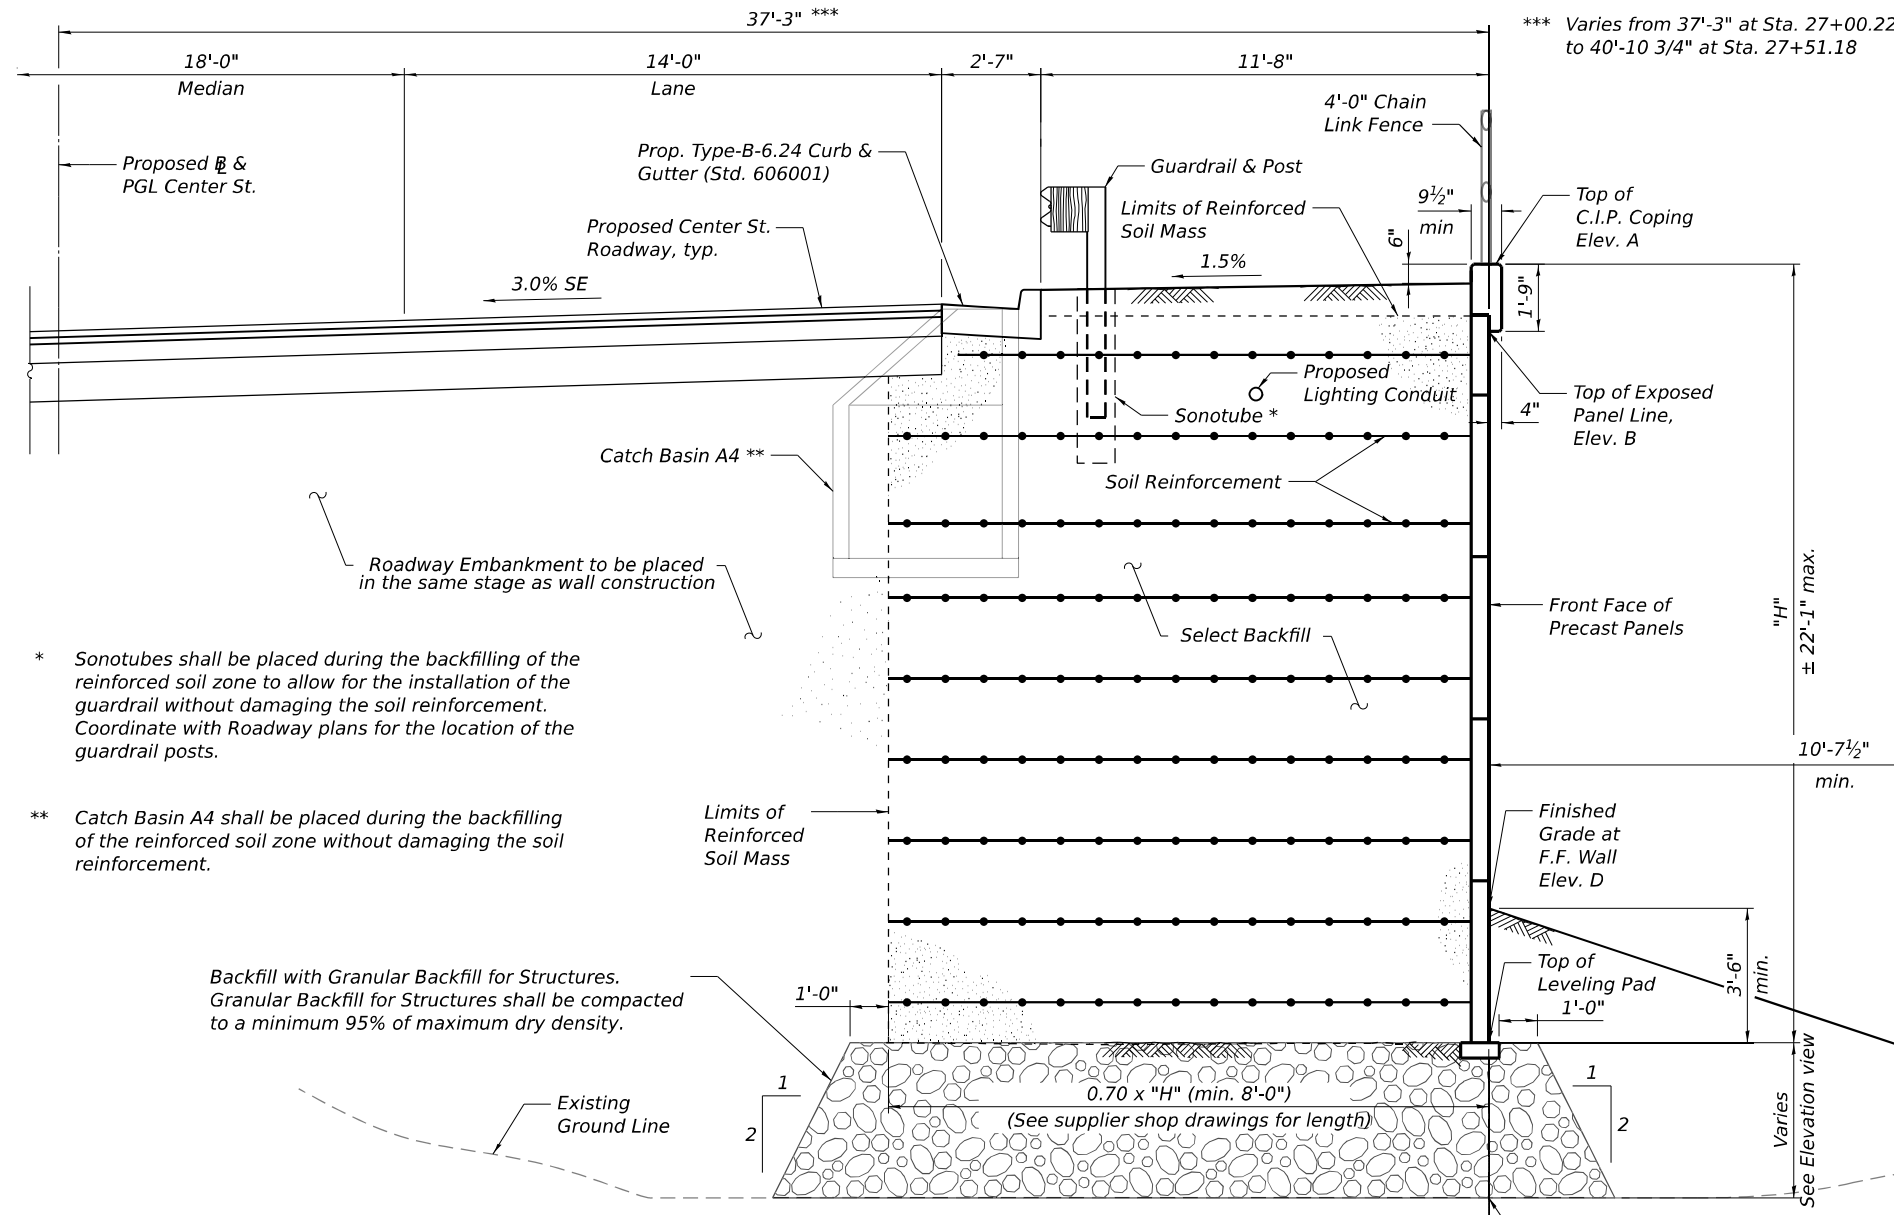 37'-3" ***
*** Varies from 37'-3" at Sta. 27+00.22
to 40'-10 3/4" at Sta. 27+51.18
18'-0"
Median
14'-0"
Lane
2'-7"
11'-8"
4'-0" Chain
Link Fence
Proposed ℄ &
PGL Center St.
Prop. Type-B-6.24 Curb &
Gutter (Std. 606001)
Guardrail & Post
Limits of Reinforced
Soil Mass
9½"
min
6"
Top of
C.I.P. Coping
Elev. A
Proposed Center St.
Roadway, typ.
3.0% SE
1.5%
1'-9"
Proposed
Lighting Conduit
Sonotube *
4"
Top of Exposed
Panel Line,
Elev. B
Catch Basin A4 **
Soil Reinforcement
Roadway Embankment to be placed
in the same stage as wall construction
Select Backfill
Front Face of
Precast Panels
"H"
± 22'-1" max.
* Sonotubes shall be placed during the backfilling of the
reinforced soil zone to allow for the installation of the
guardrail without damaging the soil reinforcement.
Coordinate with Roadway plans for the location of the
guardrail posts.
10'-7½"
min.
** Catch Basin A4 shall be placed during the backfilling
of the reinforced soil zone without damaging the soil
reinforcement.
Limits of
Reinforced
Soil Mass
Finished
Grade at
F.F. Wall
Elev. D
Backfill with Granular Backfill for Structures.
Granular Backfill for Structures shall be compacted
to a minimum 95% of maximum dry density.
1'-0"
Top of
Leveling Pad
1'-0"
3'-6"
min.
Existing
Ground Line
1
2
0.70 x "H" (min. 8'-0")
(See supplier shop drawings for length)
1
2
Varies
See Elevation view